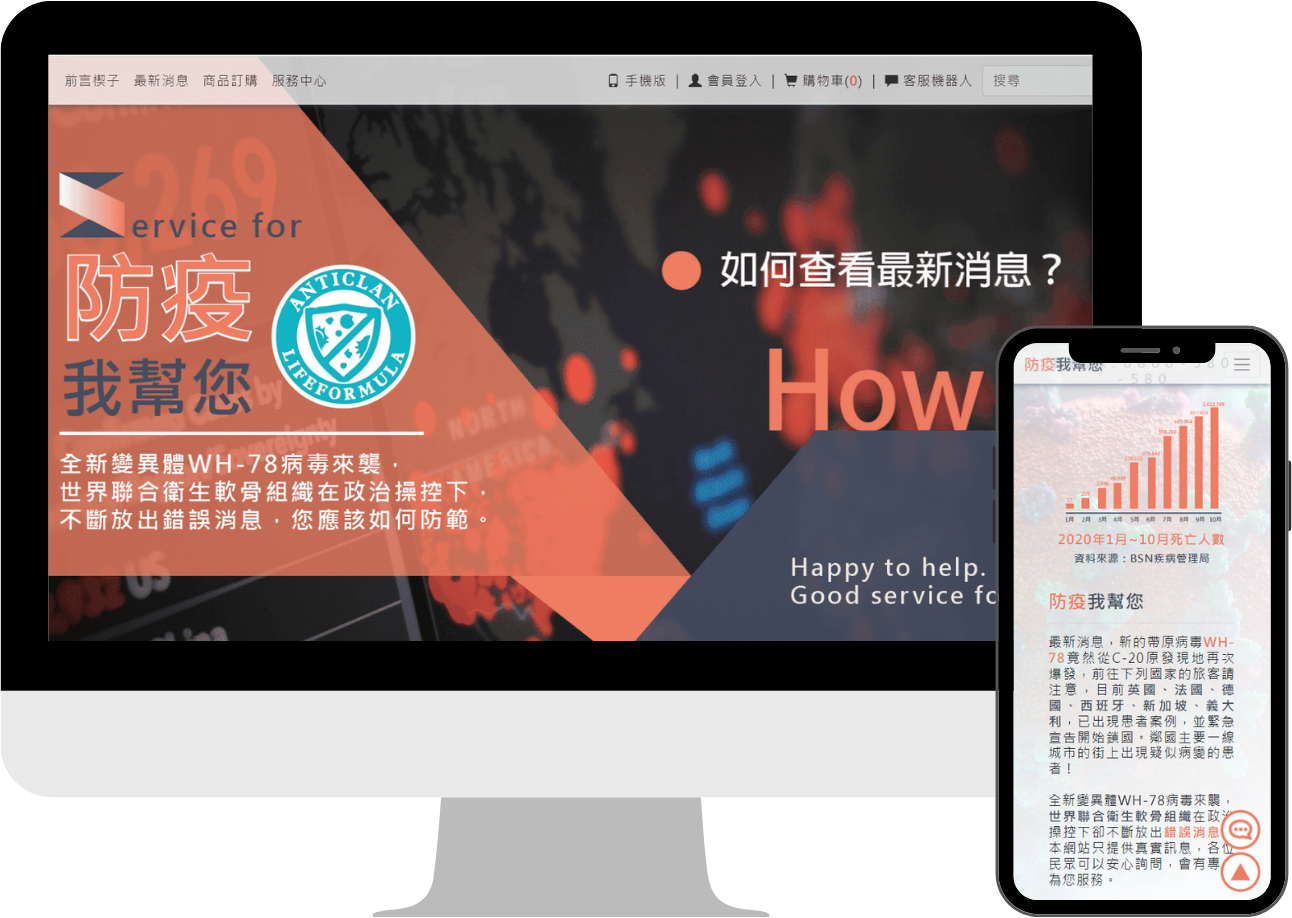 前言楔子 最新消息 商品訂購 服務中心 手機版 | 會員登入 | 購物車(0) | 客服機器人 搜尋
269
ervice for
防疫
我幫您
ANTICLAN
LIFEFORMULA
全新變異體WH-78病毒來襲，
世界聯合衛生軟骨組織在政治操控下，
不斷放出錯誤消息，您應該如何防範。
NORTH
AMERICA
by
overeignty
US
如何查看最新消息？
How
Happy to help.
Good service fo
防疫我幫您
-580
1月 2月 3月 4月 5月 6月 7月 8月 9月 10月
2020年1月~10月死亡人數
資料來源：BSN疾病管理局
防疫我幫您
最新消息，新的帶原病毒WH-
78竟然從C-20原發現地再次
爆發，前往下列國家的旅客請
注意，目前英國、法國、德
國、西班牙、新加坡、義大
利，已出現患者案例，並緊急
宣告開始鎖國。鄰國主要一線
城市的街上出現疑似病變的患
者！
全新變異體WH-78病毒來襲，
世界聯合衛生軟骨組織在政治
操控下卻不斷放出錯誤消息
本網站只提供真實訊息，各位
民眾可以安心詢問，會有專
為您服務。